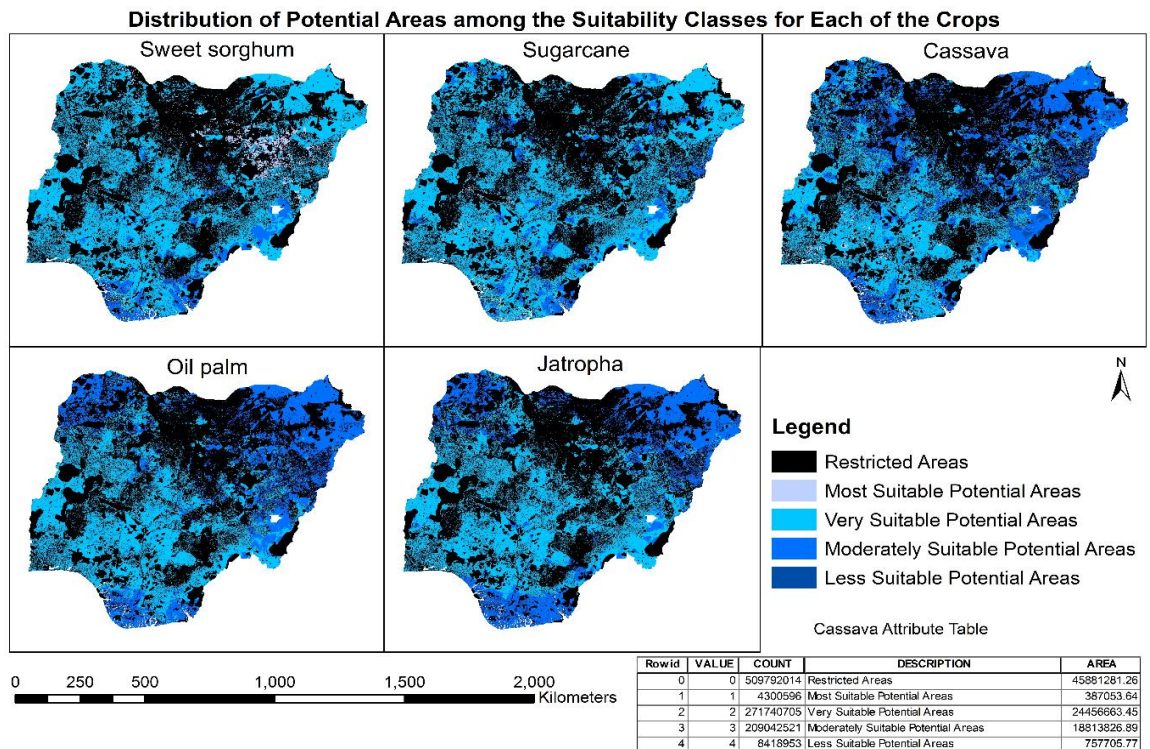 Distribution of Potential Areas among the Suitability Classes for Each of the Crops
Sweet sorghum
Sugarcane
Cassava
Oil palm
Jatropha
N
Legend
Restricted Areas
Most Suitable Potential Areas
Very Suitable Potential Areas
Moderately Suitable Potential Areas
Less Suitable Potential Areas
Cassava Attribute Table
0 250 500 1,000 1,500 2,000
Kilometers
Rowid VALUE COUNT DESCRIPTION AREA
0 0 509792014 Restricted Areas 45881281.26
1 1 4300596 Most Suitable Potential Areas 387053.64
2 2 271740705 Very Suitable Potential Areas 24456663.45
3 3 209042521 Moderately Suitable Potential Areas 18813826.89
4 4 8418953 Less Suitable Potential Areas 757705.77